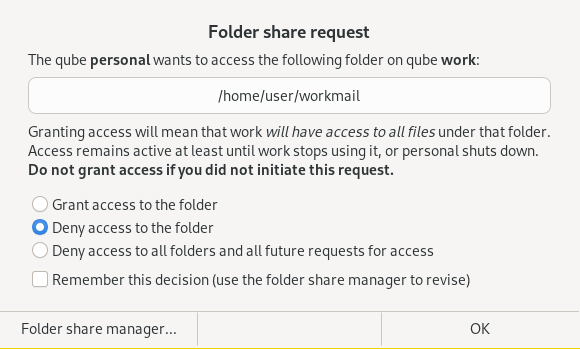 Folder share request
The qube personal wants to access the following folder on qube work:
/home/user/workmail
Granting access will mean that work will have access to all files under that folder.
Access remains active at least until work stops using it, or personal shuts down.
Do not grant access if you did not initiate this request.
Grant access to the folder
Deny access to the folder
Deny access to all folders and all future requests for access
Remember this decision (use the folder share manager to revise)
Folder share manager...
OK